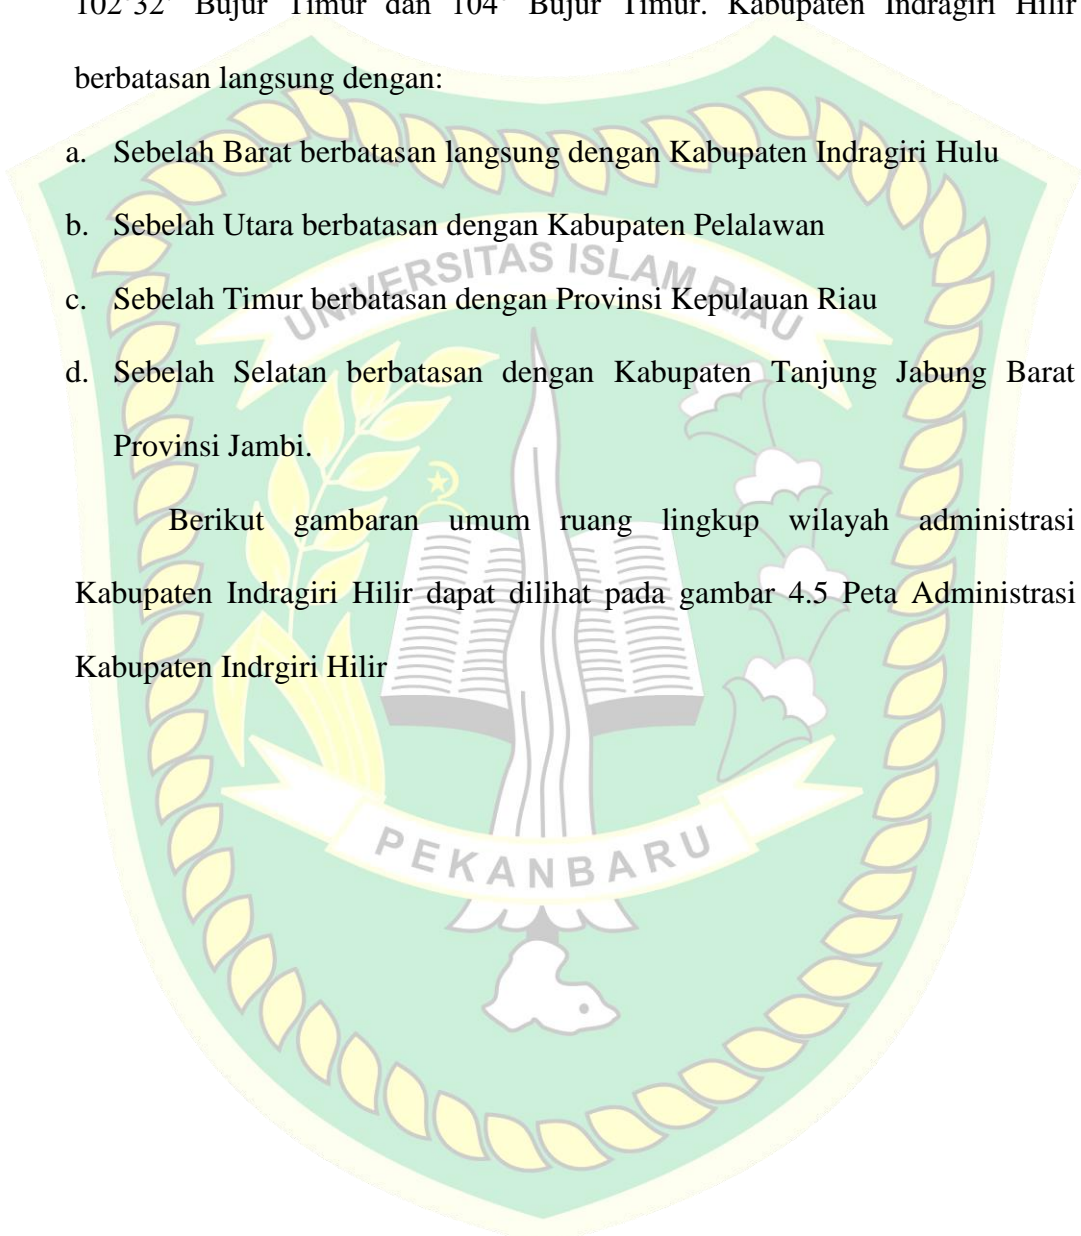 102°32' Bujur Timur dan 104° Bujur Timur. Kabupaten Indragiri Hilir
berbatasan langsung dengan:
a. Sebelah Barat berbatasan langsung dengan Kabupaten Indragiri Hulu
b. Sebelah Utara berbatasan dengan Kabupaten Pelalawan
UNIVERSITAS ISLAM RIAU
c. Sebelah Timur berbatasan dengan Provinsi Kepulauan Riau
d. Sebelah Selatan berbatasan dengan Kabupaten Tanjung Jabung Barat
Provinsi Jambi.
Berikut gambaran umum ruang lingkup wilayah administrasi
Kabupaten Indragiri Hilir dapat dilihat pada gambar 4.5 Peta Administrasi
Kabupaten Indrgiri Hilir
PEKANBARU